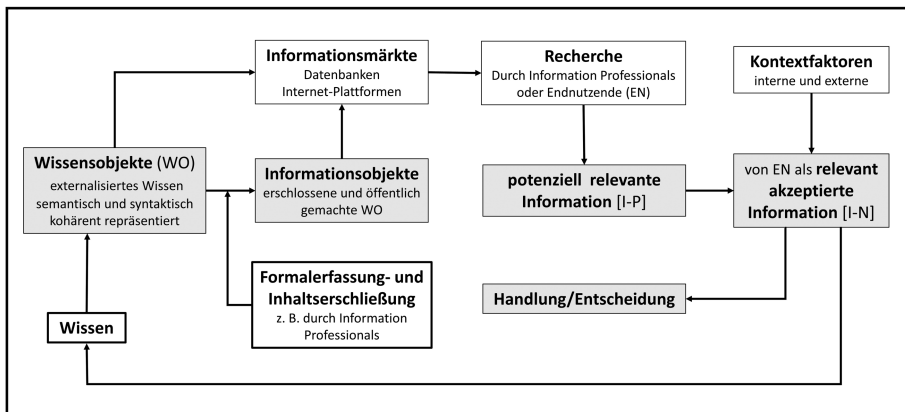 Informationsmärkte
Datenbanken
Internet-Plattformen
Recherche
Durch Information Professionals
oder Endnutzende (EN)
Kontextfaktoren
interne und externe
Wissensobjekte (WO)
externalisiertes Wissen
semantisch und syntaktisch
kohärent repräsentiert
Informationsobjekte
erschlossene und öffentlich
gemachte WO
potenziell relevante
Information [I-P]
von EN als relevant
akzeptierte
Information [I-N]
Formalerfassung- und
Inhaltserschließung
z. B. durch Information
Professionals
Handlung/Entscheidung
Wissen